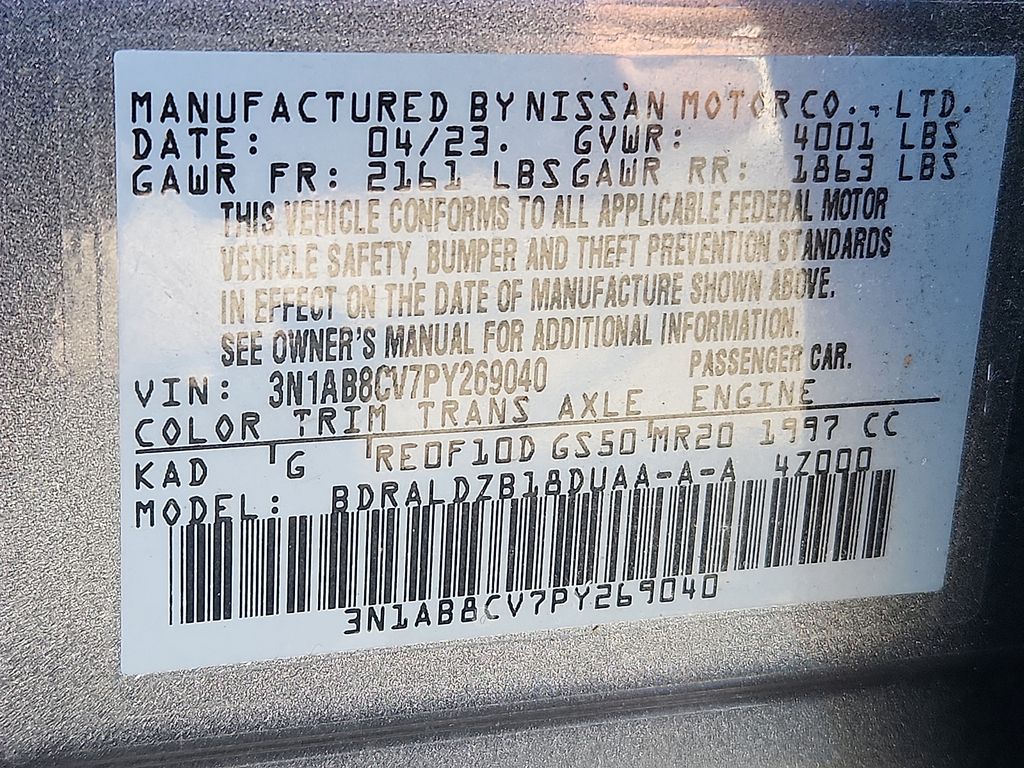 MANUFACTURED BY NISSAN MOTOR CO., LTD.
DATE: 04/23. GVWR: 4001 LBS
GAWR FR: 2161 LBS GAWR RR: 1863 LBS
THIS VEHICLE CONFORMS TO ALL APPLICABLE FEDERAL MOTOR
VEHICLE SAFETY, BUMPER AND THEFT PREVENTION STANDARDS
IN EFFECT ON THE DATE OF MANUFACTURE SHOWN ABOVE.
SEE OWNER'S MANUAL FOR ADDITIONAL INFORMATION.
VIN: 3N1AB8CV7PY269040 PASSENGER CAR.
COLOR TRIM TRANS AXLE ENGINE
KAD G RE0F10D GS50 MR20 1997 CC
MODEL: BDRALDZB18DUAA-A-A 4Z000
3N1AB8CV7PY269040